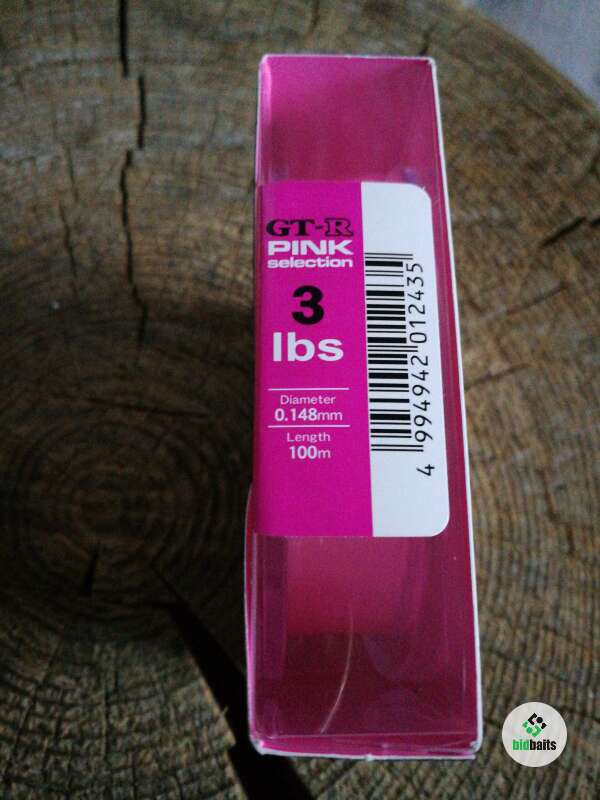 GT-R
PINK
selection
3
lbs
Diameter
0.148mm
Length
100m
4 994942 012435
bidbaits